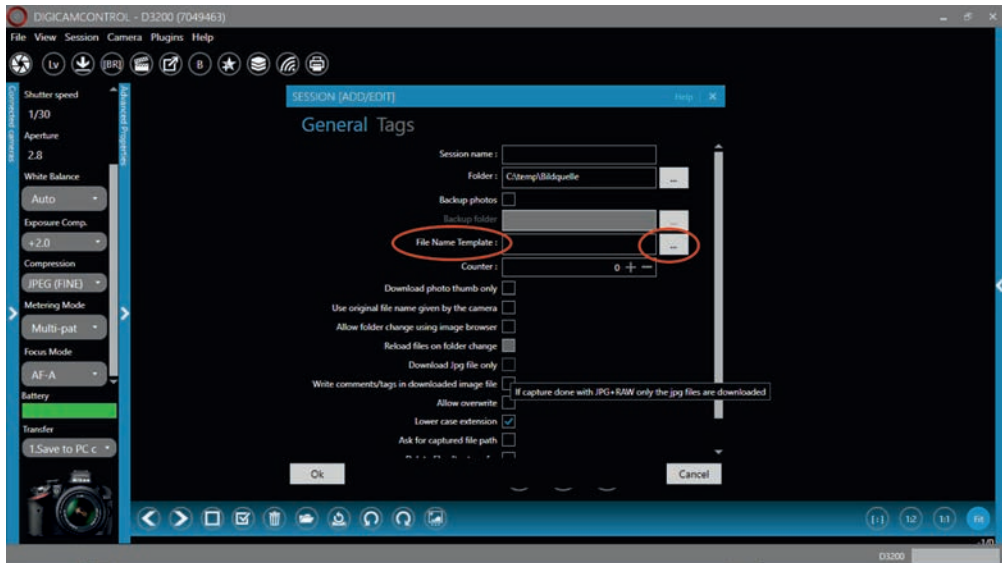 DIGICAMCONTROL - D3200 (7049463)
File View Session Camera Plugins Help
Lv [BR] B
Connected cameras
Advanced Properties
Shutter speed
1/30
Aperture
2.8
White Balance
Auto
Exposure Comp.
+2.0
Compression
JPEG (FINE)
Metering Mode
Multi-pat
Focus Mode
AF-A
Battery
Transfer
1.Save to PC c
SESSION [ADD/EDIT] Help
General Tags
Session name :
Folder : C:\temp\Bildquelle ...
Backup photos
Backup folder ...
File Name Template : ...
Counter : 0 + −
Download photo thumb only
Use original file name given by the camera
Allow folder change using image browser
Reload files on folder change
Download Jpg file only
Write comments/tags in downloaded image file
If capture done with JPG+RAW only the jpg files are downloaded
Allow overwrite
Lower case extension
Ask for captured file path
Ok Cancel
Nikon
1:2 1:1 Fit
-1/0
D3200